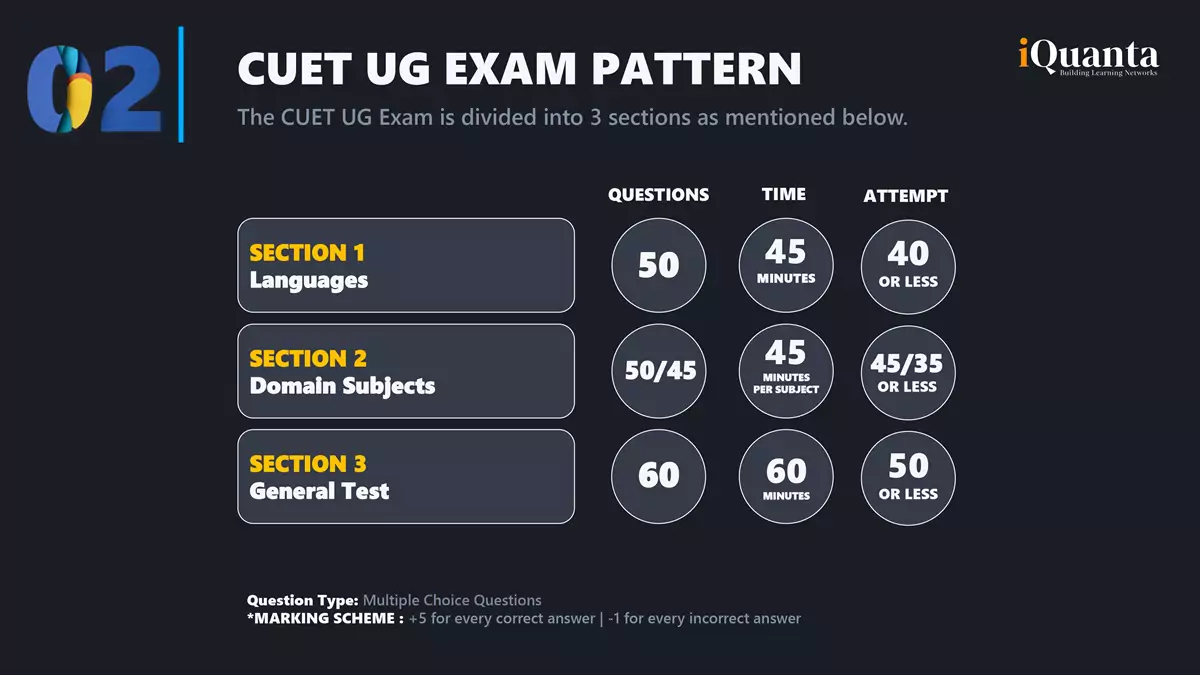 02
CUET UG EXAM PATTERN
The CUET UG Exam is divided into 3 sections as mentioned below.
iQuanta
Building Learning Networks
QUESTIONS TIME ATTEMPT
SECTION 1
Languages
50
45
MINUTES
40
OR LESS
SECTION 2
Domain Subjects
50/45
45
MINUTES
PER SUBJECT
45/35
OR LESS
SECTION 3
General Test
60
60
MINUTES
50
OR LESS
Question Type: Multiple Choice Questions
*MARKING SCHEME : +5 for every correct answer | -1 for every incorrect answer